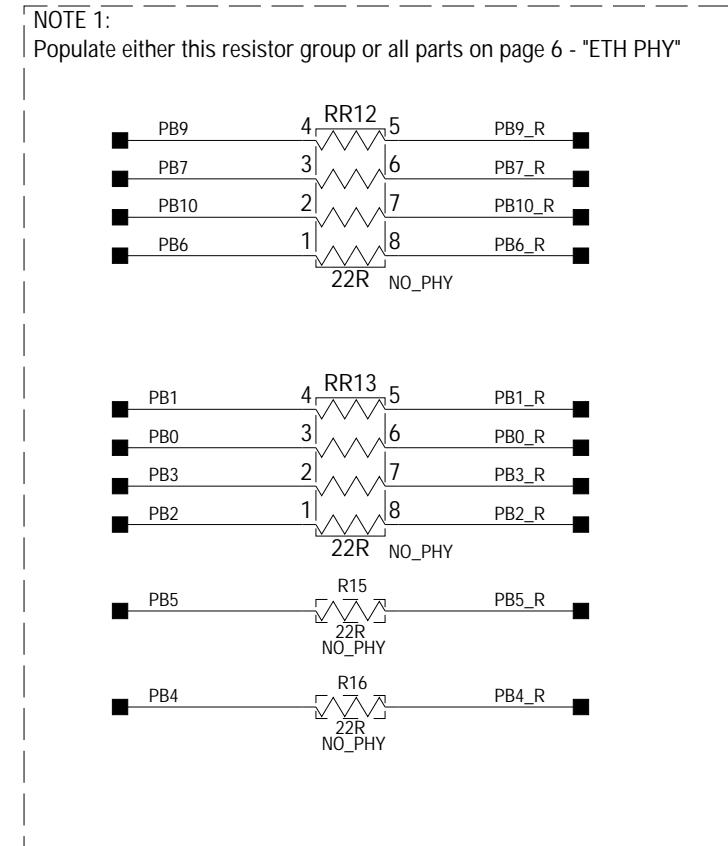 NOTE 1:
Populate either this resistor group or all parts on page 6 - "ETH PHY"
RR12
PB9 4 5 PB9_R
PB7 3 6 PB7_R
PB10 2 7 PB10_R
PB6 1 8 PB6_R
22R NO_PHY
RR13
PB1 4 5 PB1_R
PB0 3 6 PB0_R
PB3 2 7 PB3_R
PB2 1 8 PB2_R
22R NO_PHY
R15
PB5 PB5_R
22R
NO_PHY
R16
PB4 PB4_R
22R
NO_PHY